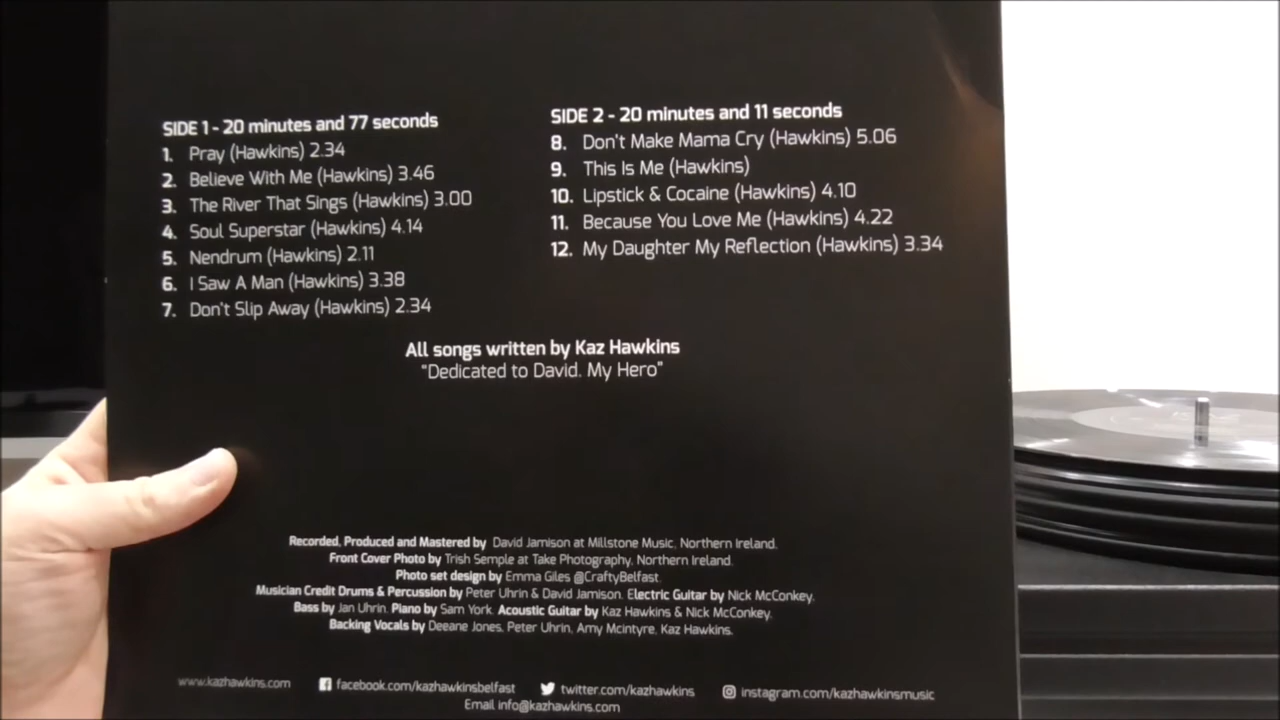 SIDE 1 - 20 minutes and 77 seconds
1. Pray (Hawkins) 2.34
2. Believe With Me (Hawkins) 3.46
3. The River That Sings (Hawkins) 3.00
4. Soul Superstar (Hawkins) 4.14
5. Nendrum (Hawkins) 2.11
6. I Saw A Man (Hawkins) 3.38
7. Don't Slip Away (Hawkins) 2.34
SIDE 2 - 20 minutes and 11 seconds
8. Don't Make Mama Cry (Hawkins) 5.06
9. This Is Me (Hawkins)
10. Lipstick & Cocaine (Hawkins) 4.10
11. Because You Love Me (Hawkins) 4.22
12. My Daughter My Reflection (Hawkins) 3.34
All songs written by Kaz Hawkins
"Dedicated to David. My Hero"
Recorded, Produced and Mastered by David Jamison at Millstone Music, Northern Ireland.
Front Cover Photo by Trish Semple at Take Photography, Northern Ireland.
Photo set design by Emma Giles @CraftyBelfast.
Musician Credit Drums & Percussion by Peter Uhrin & David Jamison. Electric Guitar by Nick McConkey.
Bass by Jan Uhrin. Piano by Sam York. Acoustic Guitar by Kaz Hawkins & Nick McConkey.
Backing Vocals by Deeane Jones, Peter Uhrin, Amy Mcintyre, Kaz Hawkins.
www.kazhawkins.com facebook.com/kazhawkinsbelfast twitter.com/kazhawkins instagram.com/kazhawkinsmusic
Email info@kazhawkins.com